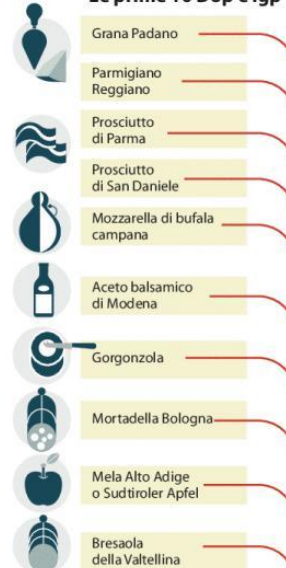 Le prime 10 Dop e Igp
Grana Padano
Parmigiano
Reggiano
Prosciutto
di Parma
Prosciutto
di San Daniele
Mozzarella di bufala
campana
Aceto balsamico
di Modena
Gorgonzola
Mortadella Bologna
Mela Alto Adige
o Sudtiroler Apfel
Bresaola
della Valtellina